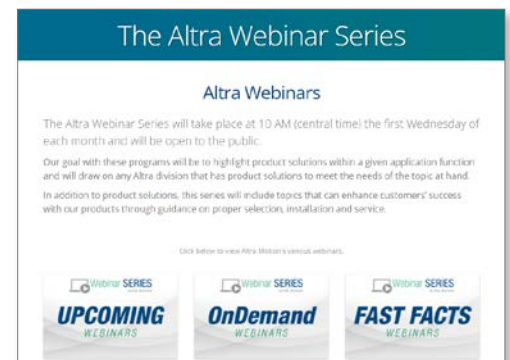 The Altra Webinar Series
Altra Webinars
The Altra Webinar Series will take place at 10 AM (central time) the first Wednesday of
each month and will be open to the public.
Our goal with these programs will be to highlight product solutions within a given application function
and will draw on any Altra division that has product solutions to meet the needs of the topic at hand.
In addition to product solutions, this series will include topics that can enhance customers' success
with our products through guidance on proper selection, installation and service.
Click below to view Altra Motion's various webinars.
Webinar SERIES
UPCOMING
WEBINARS
Webinar SERIES
OnDemand
WEBINARS
Webinar SERIES
FAST FACTS
WEBINARS